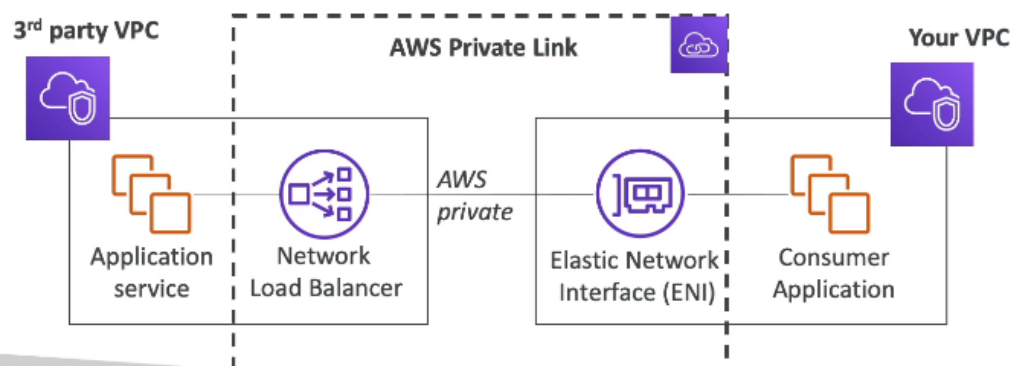 3rd party VPC
AWS Private Link
Your VPC
AWS
private
Application
service
Network
Load Balancer
Elastic Network
Interface (ENI)
Consumer
Application